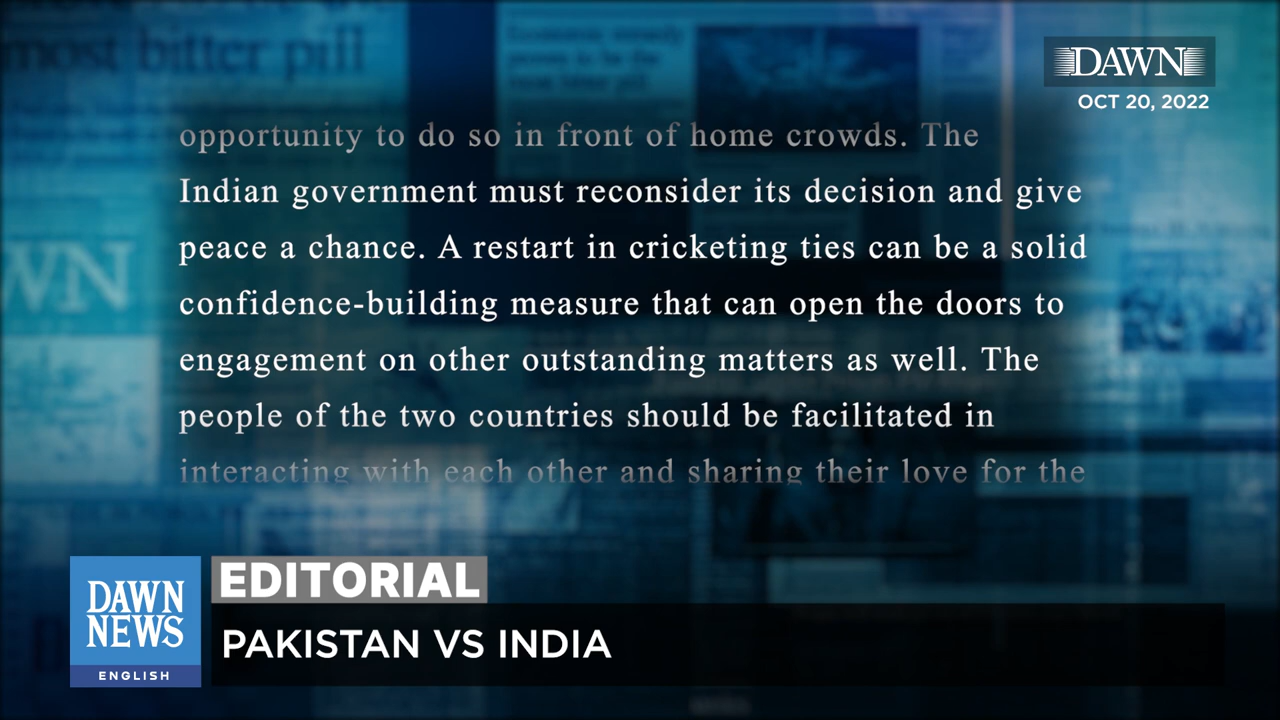 most bitter pill
DAWN
OCT 20, 2022
opportunity to do so in front of home crowds. The
Indian government must reconsider its decision and give
peace a chance. A restart in cricketing ties can be a solid
confidence-building measure that can open the doors to
engagement on other outstanding matters as well. The
people of the two countries should be facilitated in
interacting with each other and sharing their love for the
WN
DAWN
NEWS
ENGLISH
EDITORIAL
PAKISTAN VS INDIA